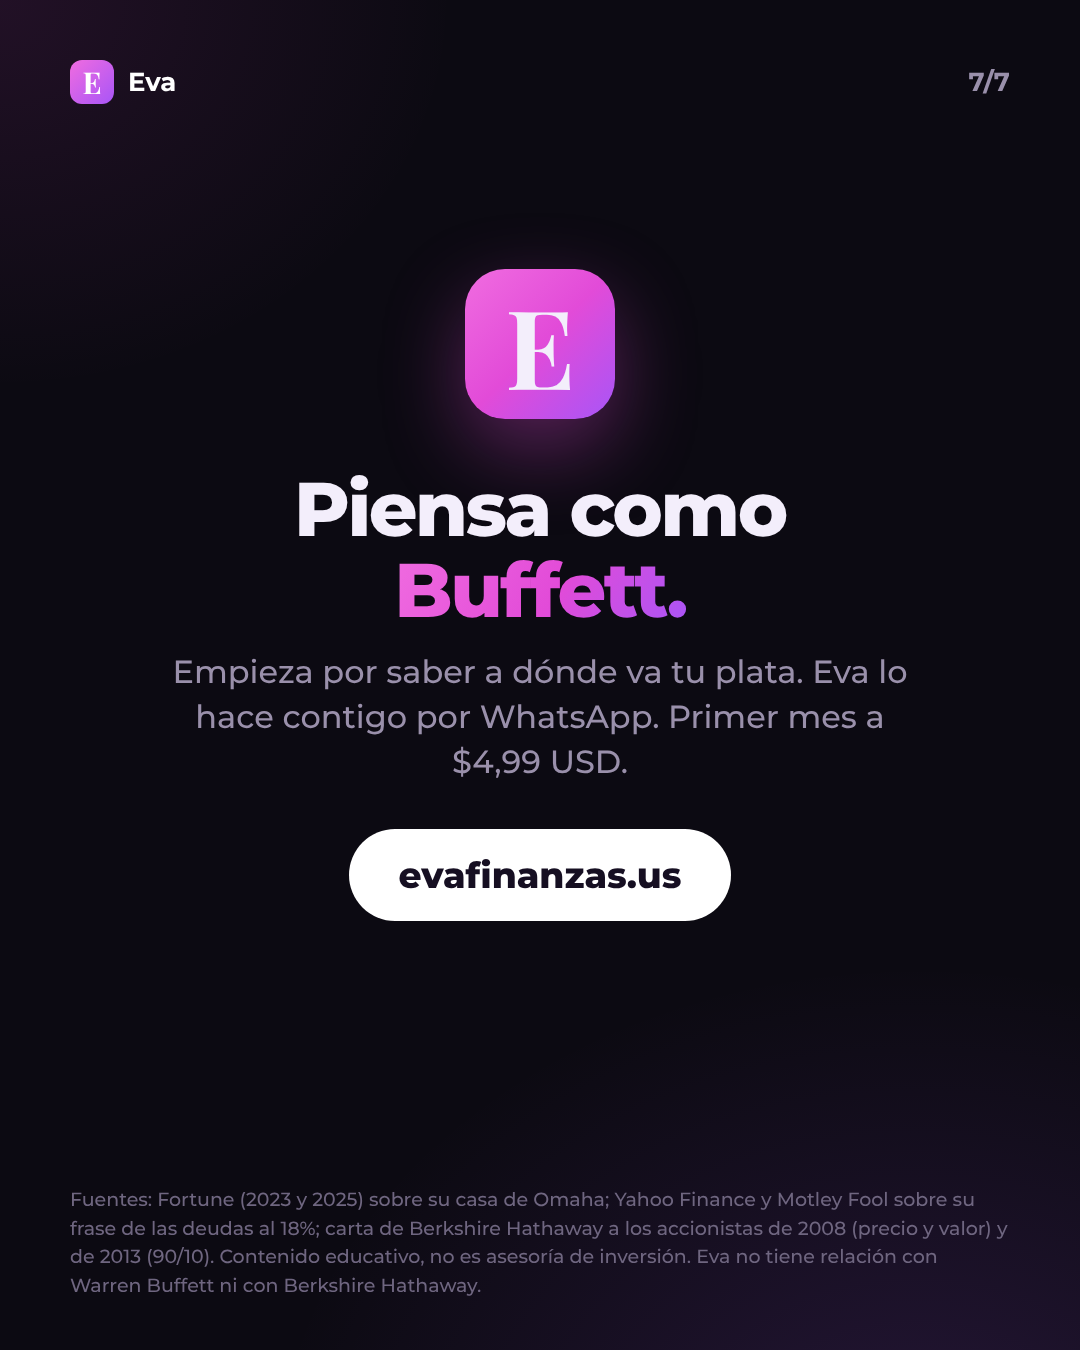 E Eva
7/7
E
Piensa como
Buffett.
Empieza por saber a dónde va tu plata. Eva lo
hace contigo por WhatsApp. Primer mes a
$4,99 USD.
evafinanzas.us
Fuentes: Fortune (2023 y 2025) sobre su casa de Omaha; Yahoo Finance y Motley Fool sobre su
frase de las deudas al 18%; carta de Berkshire Hathaway a los accionistas de 2008 (precio y valor) y
de 2013 (90/10). Contenido educativo, no es asesoría de inversión. Eva no tiene relación con
Warren Buffett ni con Berkshire Hathaway.